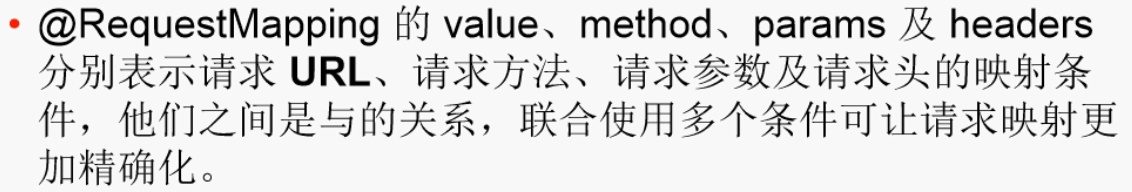 • @RequestMapping 的 value、method、params 及 headers
分别表示请求 URL、请求方法、请求参数及请求头的映射条
件，他们之间是与的关系，联合使用多个条件可让请求映射更
加精确化。